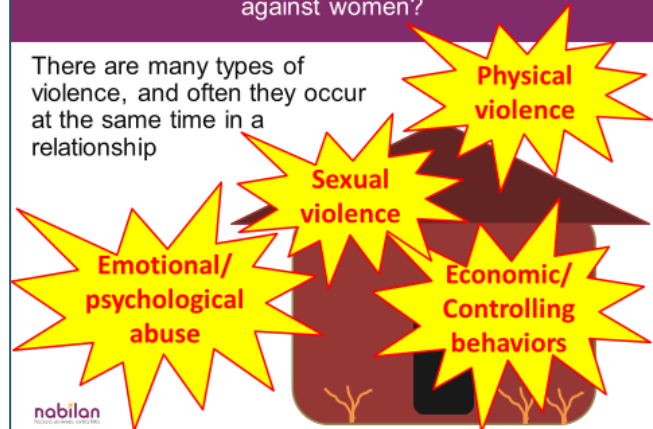 against women?
There are many types of
violence, and often they occur
at the same time in a
relationship
Physical
violence
Sexual
violence
Emotional/
psychological
abuse
Economic/
Controlling
behaviors
nabilan